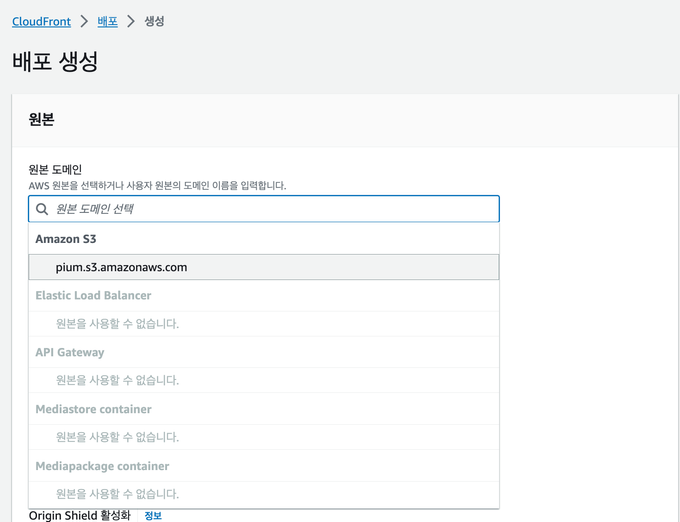 CloudFront > 배포 > 생성
배포 생성
원본
원본 도메인
AWS 원본을 선택하거나 사용자 원본의 도메인 이름을 입력합니다.
원본 도메인 선택
Amazon S3
pium.s3.amazonaws.com
Elastic Load Balancer
원본을 사용할 수 없습니다.
API Gateway
원본을 사용할 수 없습니다.
Mediastore container
원본을 사용할 수 없습니다.
Mediapackage container
원본을 사용할 수 없습니다.
Origin Shield 활성화 정보